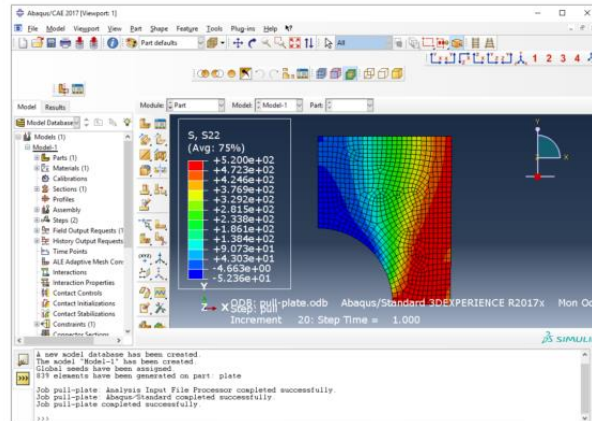 Abaqus/CAE 2017 [Viewport: 1]
File Model Viewport View Part Shape Feature Tools Plug-ins Help
Part defaults
All
1 2 3 4
Model Results
Module: Part Model: Model-1 Part:
Model Database
Models (1)
Model-1
Parts (1)
Materials (1)
Calibrations
Sections (1)
Profiles
Assembly
Steps (2)
Field Output Requests (1
History Output Requests
Time Points
ALE Adaptive Mesh Con
Interactions
Interaction Properties
Contact Controls
Contact Initializations
Contact Stabilizations
Constraints (1)
Connector Sections
S, S22
(Avg: 75%)
+5.200e+02
+4.723e+02
+4.246e+02
+3.769e+02
+3.292e+02
+2.815e+02
+2.338e+02
+1.861e+02
+1.384e+02
+9.073e+01
+4.303e+01
-4.663e+00
-5.236e+01
Y
Z X
Y
Z X
ODB: pull-plate.odb Abaqus/Standard 3DEXPERIENCE R2017x Mon Oc
Step: pull
Increment 20: Step Time = 1.000
SIMULI
A new model database has been created.
The model "Model-1" has been created.
Global seeds have been assigned.
839 elements have been generated on part: plate
Job pull-plate: Analysis Input File Processor completed successfully.
Job pull-plate: Abaqus/Standard completed successfully.
Job pull-plate completed successfully.
>>>